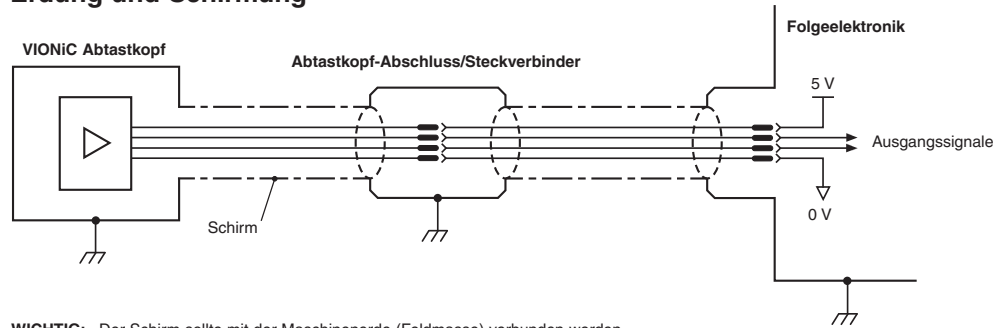 Erdung und Schirmung
VIONiC Abtastkopf
Abtastkopf-Abschluss/Steckverbinder
Folgeelektronik
5 V
Ausgangssignale
0 V
Schirm
WICHTIG: Der Schirm sollte mit der Maschinenerde (Feldmasse) verbunden werden.